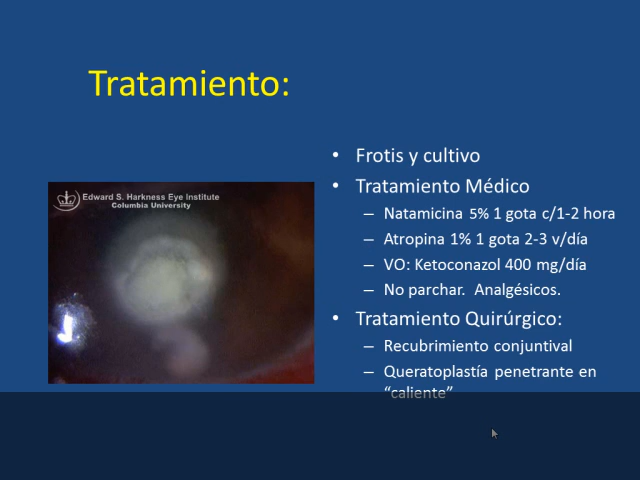 Tratamiento:
Edward S. Harkness Eye Institute
Columbia University
• Frotis y cultivo
• Tratamiento Médico
– Natamicina 5% 1 gota c/1-2 hora
– Atropina 1% 1 gota 2-3 v/día
– VO: Ketoconazol 400 mg/día
– No parchar. Analgésicos.
• Tratamiento Quirúrgico:
– Recubrimiento conjuntival
– Queratoplastía penetrante en
“caliente”